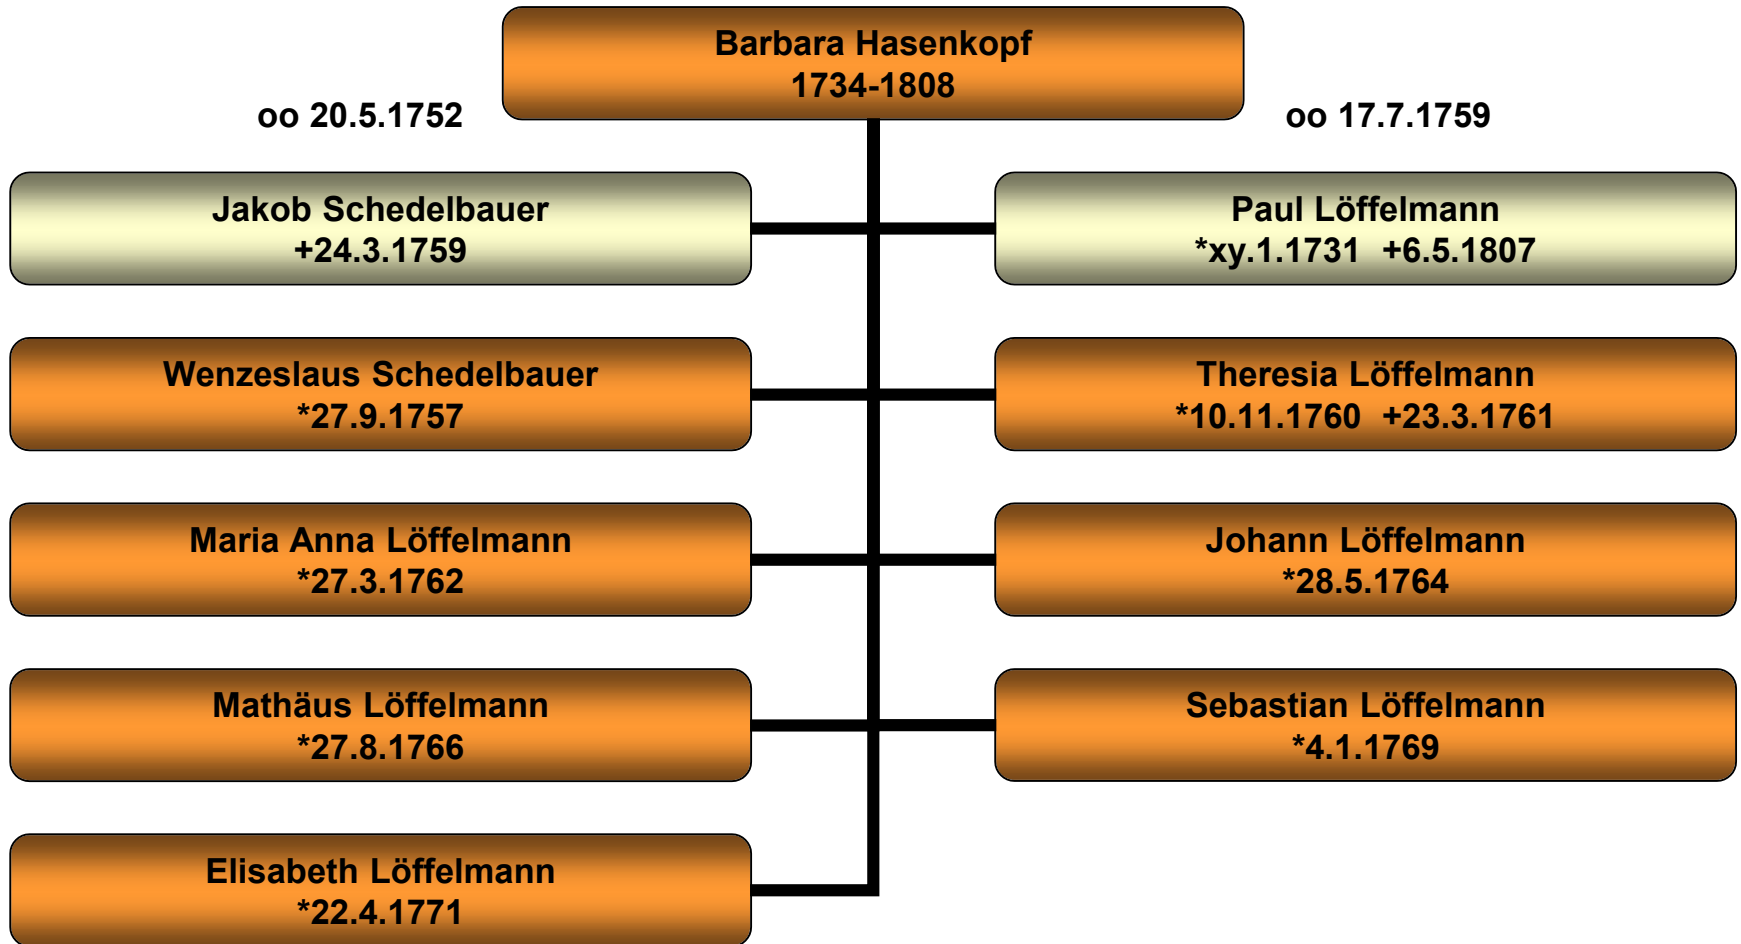 Barbara Hasenkopf
1734-1808
oo 20.5.1752
oo 17.7.1759
Jakob Schedelbauer
+24.3.1759
Paul Löffelmann
*xy.1.1731  +6.5.1807
Wenzeslaus Schedelbauer
*27.9.1757
Theresia Löffelmann
*10.11.1760  +23.3.1761
Maria Anna Löffelmann
*27.3.1762
Johann Löffelmann
*28.5.1764
Mathäus Löffelmann
*27.8.1766
Sebastian Löffelmann
*4.1.1769
Elisabeth Löffelmann
*22.4.1771